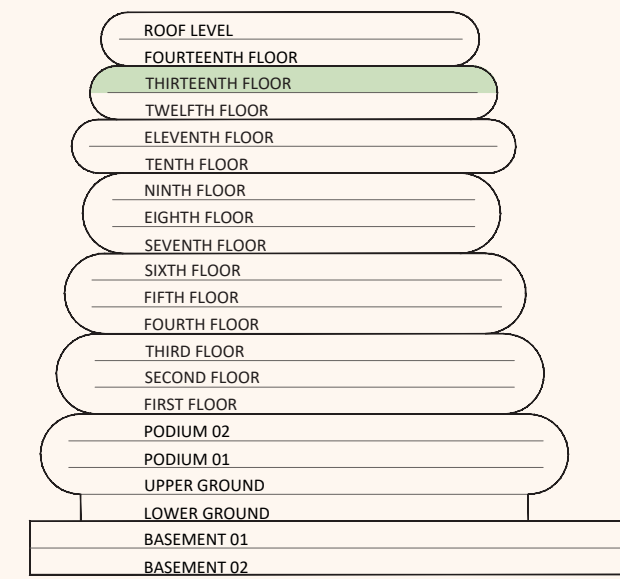 ROOF LEVEL
FOURTEENTH FLOOR
THIRTEENTH FLOOR
TWELFTH FLOOR
ELEVENTH FLOOR
TENTH FLOOR
NINTH FLOOR
EIGHTH FLOOR
SEVENTH FLOOR
SIXTH FLOOR
FIFTH FLOOR
FOURTH FLOOR
THIRD FLOOR
SECOND FLOOR
FIRST FLOOR
PODIUM 02
PODIUM 01
UPPER GROUND
LOWER GROUND
BASEMENT 01
BASEMENT 02